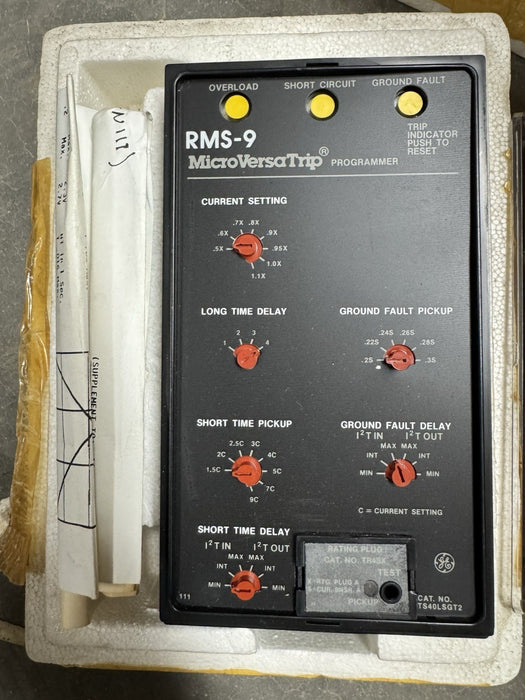 OVERLOAD
SHORT CIRCUIT
GROUND FAULT
RMS-9
MicroVersaTrip® PROGRAMMER
TRIP
INDICATOR
PUSH TO
RESET
CURRENT SETTING
.7X .8X
.6X .9X
.5X .95X
1.0X
1.1X
LONG TIME DELAY
2 3
1 4
GROUND FAULT PICKUP
.24S .26S
.22S .28S
.2S .3S
SHORT TIME PICKUP
2.5C 3C
2C 4C
1.5C 5C
7C
9C
GROUND FAULT DELAY
I²T IN I²T OUT
MAX MAX
INT INT
MIN MIN
C = CURRENT SETTING
SHORT TIME DELAY
I²T IN I²T OUT
MAX MAX
INT INT
MIN MIN
111
RATING PLUG
TEST
PICKUP
CAT. NO.
TS40LSGT2
(SUPPLEMENT TO